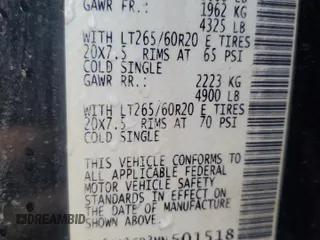 GAWR FR.: 1962 KG
4325 LB
WITH LT265/60R20 E TIRES
20X7.5 RIMS AT 65 PSI
COLD SINGLE
GAWR RR.: 2223 KG
4900 LB
WITH LT265/60R20 E TIRES
20X7.5 RIMS AT 70 PSI
COLD SINGLE
THIS VEHICLE CONFORMS TO
ALL APPLICABLE FEDERAL
MOTOR VEHICLE SAFETY
STANDARDS IN EFFECT ON
THE DATE OF MANUFACTURE
SHOWN ABOVE.
DREAMBID